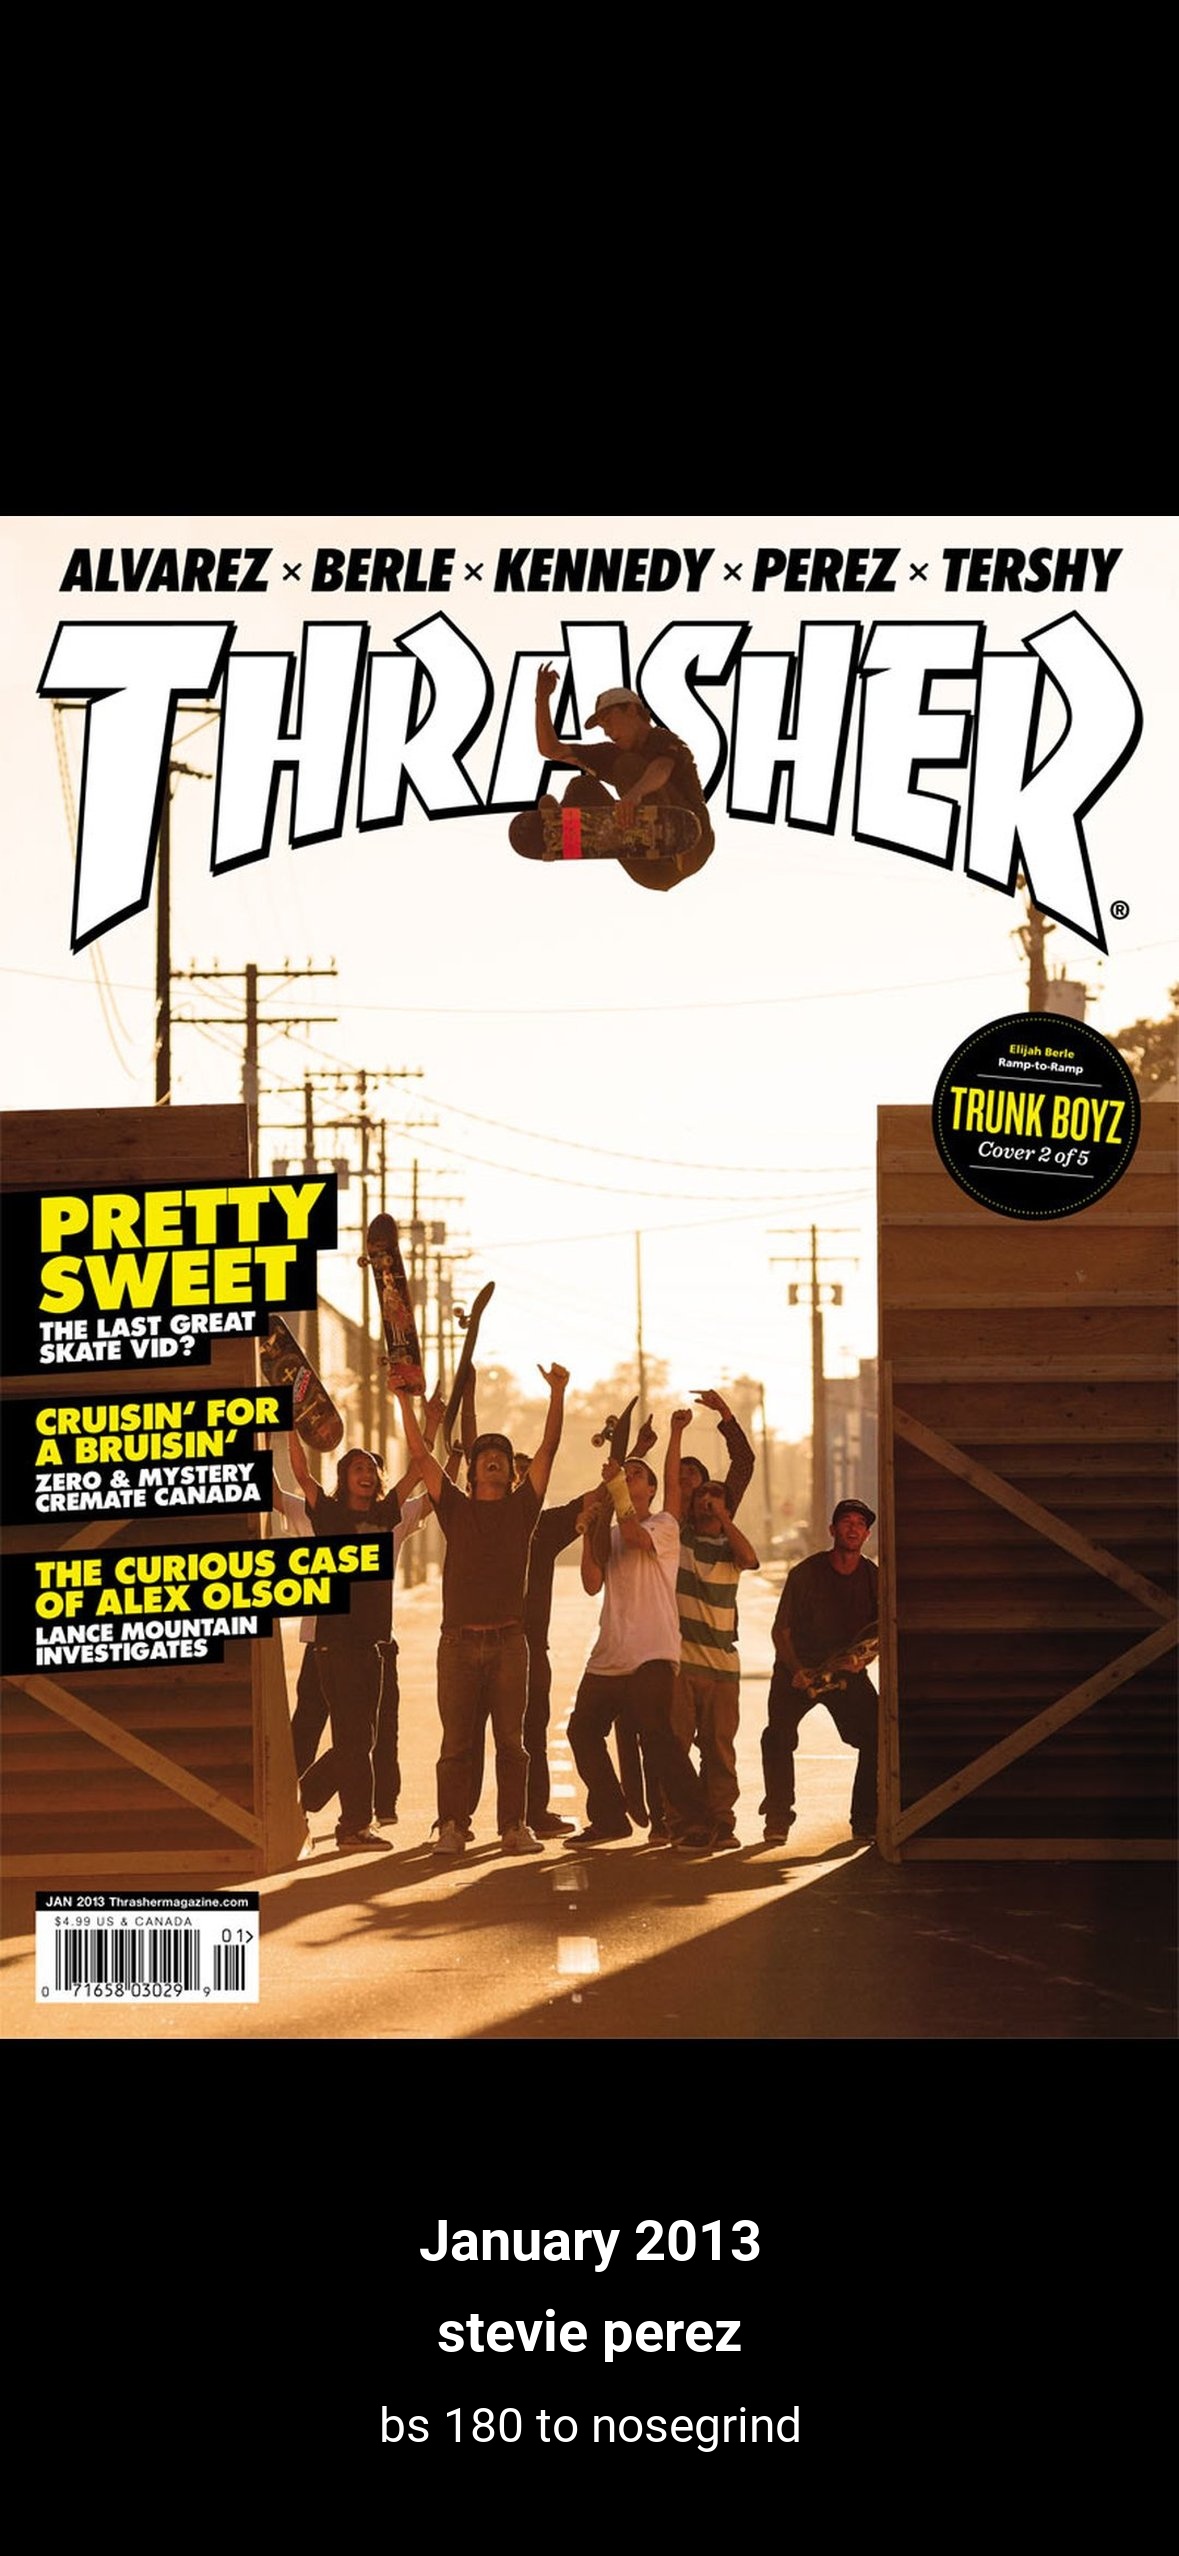 ALVAREZ × BERLE × KENNEDY × PEREZ × TERSHY
THRASHER
®
Elijah Berle
Ramp-to-Ramp
TRUNK BOYZ
Cover 2 of 5
PRETTY
SWEET
THE LAST GREAT
SKATE VID?
CRUISIN' FOR
A BRUISIN'
ZERO & MYSTERY
CREMATE CANADA
THE CURIOUS CASE
OF ALEX OLSON
LANCE MOUNTAIN
INVESTIGATES
JAN 2013 Thrashermagazine.com
$4.99 US & CANADA
01>
0 71658 03029 9
January 2013
stevie perez
bs 180 to nosegrind